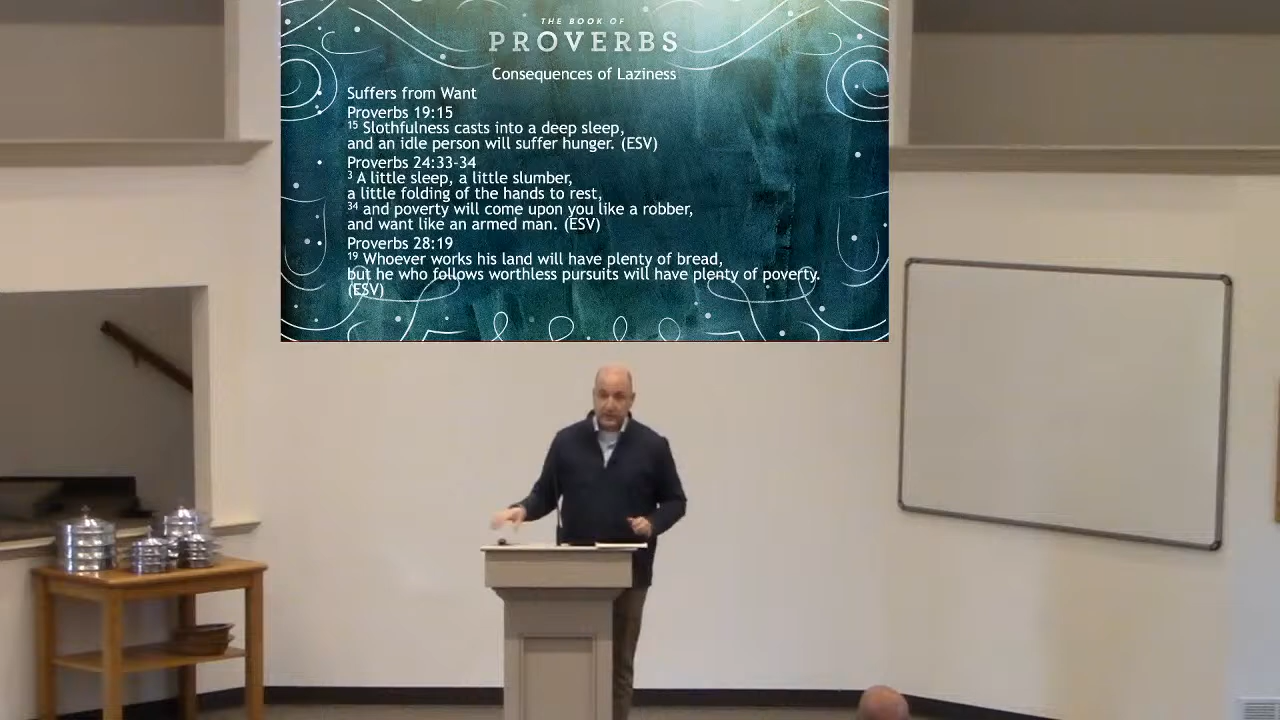 THE BOOK OF
PROVERBS
Consequences of Laziness
Suffers from Want
Proverbs 19:15
15 Slothfulness casts into a deep sleep,
and an idle person will suffer hunger. (ESV)
Proverbs 24:33-34
3 A little sleep, a little slumber,
a little folding of the hands to rest,
34 and poverty will come upon you like a robber,
and want like an armed man. (ESV)
Proverbs 28:19
19 Whoever works his land will have plenty of bread,
but he who follows worthless pursuits will have plenty of poverty.
(ESV)